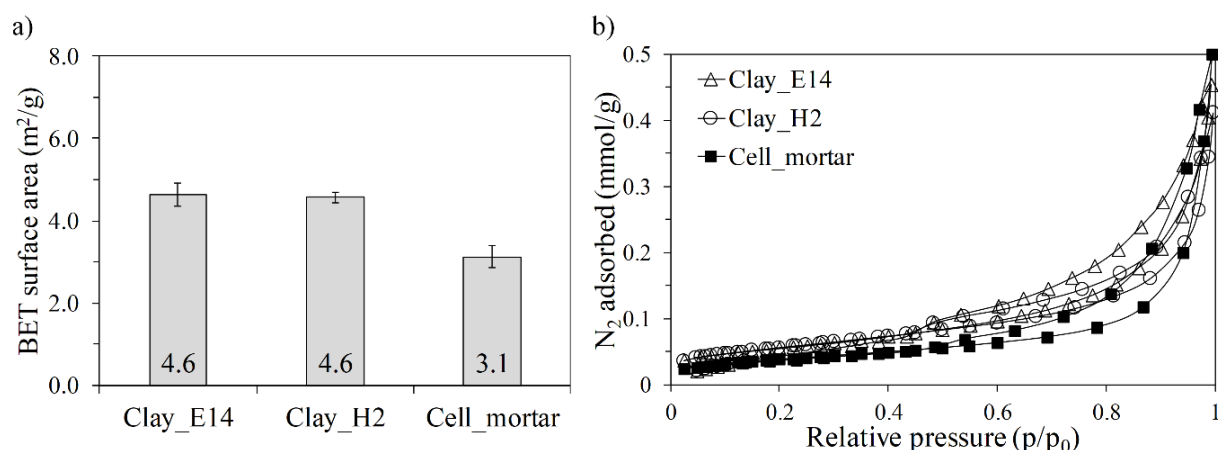 a)
BET surface area (m²/g)
8.0
6.0
4.0
2.0
0.0
4.6
4.6
3.1
Clay_E14
Clay_H2
Cell_mortar
b)
N₂ adsorbed (mmol/g)
0.5
0.4
0.3
0.2
0.1
0
Clay_E14
Clay_H2
Cell_mortar
0
0.2
0.4
0.6
0.8
1
Relative pressure (p/p₀)